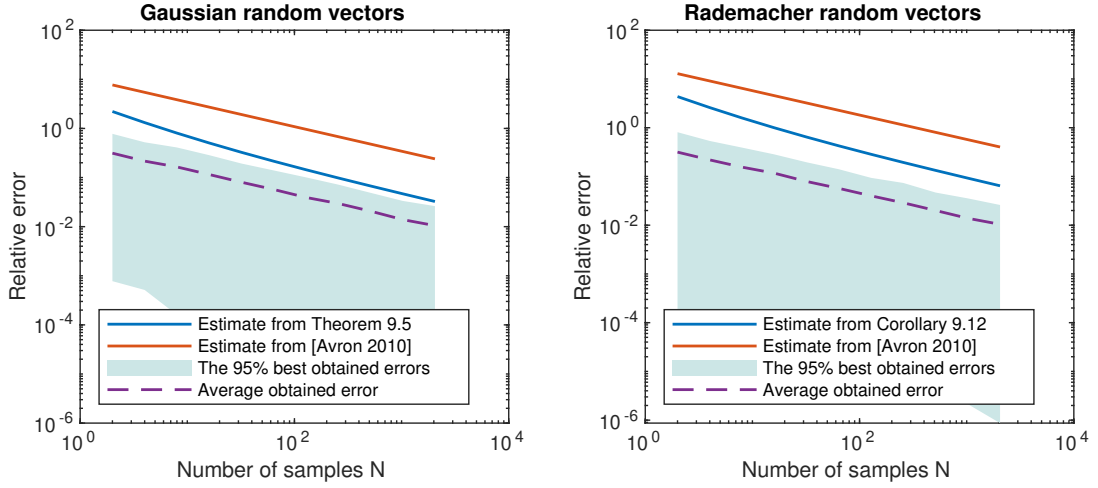 Gaussian random vectors
10^2
10^0
10^-2
10^-4
10^-6
Relative error
Estimate from Theorem 9.5
Estimate from [Avron 2010]
The 95% best obtained errors
Average obtained error
10^0
10^2
10^4
Number of samples N
Rademacher random vectors
10^2
10^0
10^-2
10^-4
10^-6
Relative error
Estimate from Corollary 9.12
Estimate from [Avron 2010]
The 95% best obtained errors
Average obtained error
10^0
10^2
10^4
Number of samples N